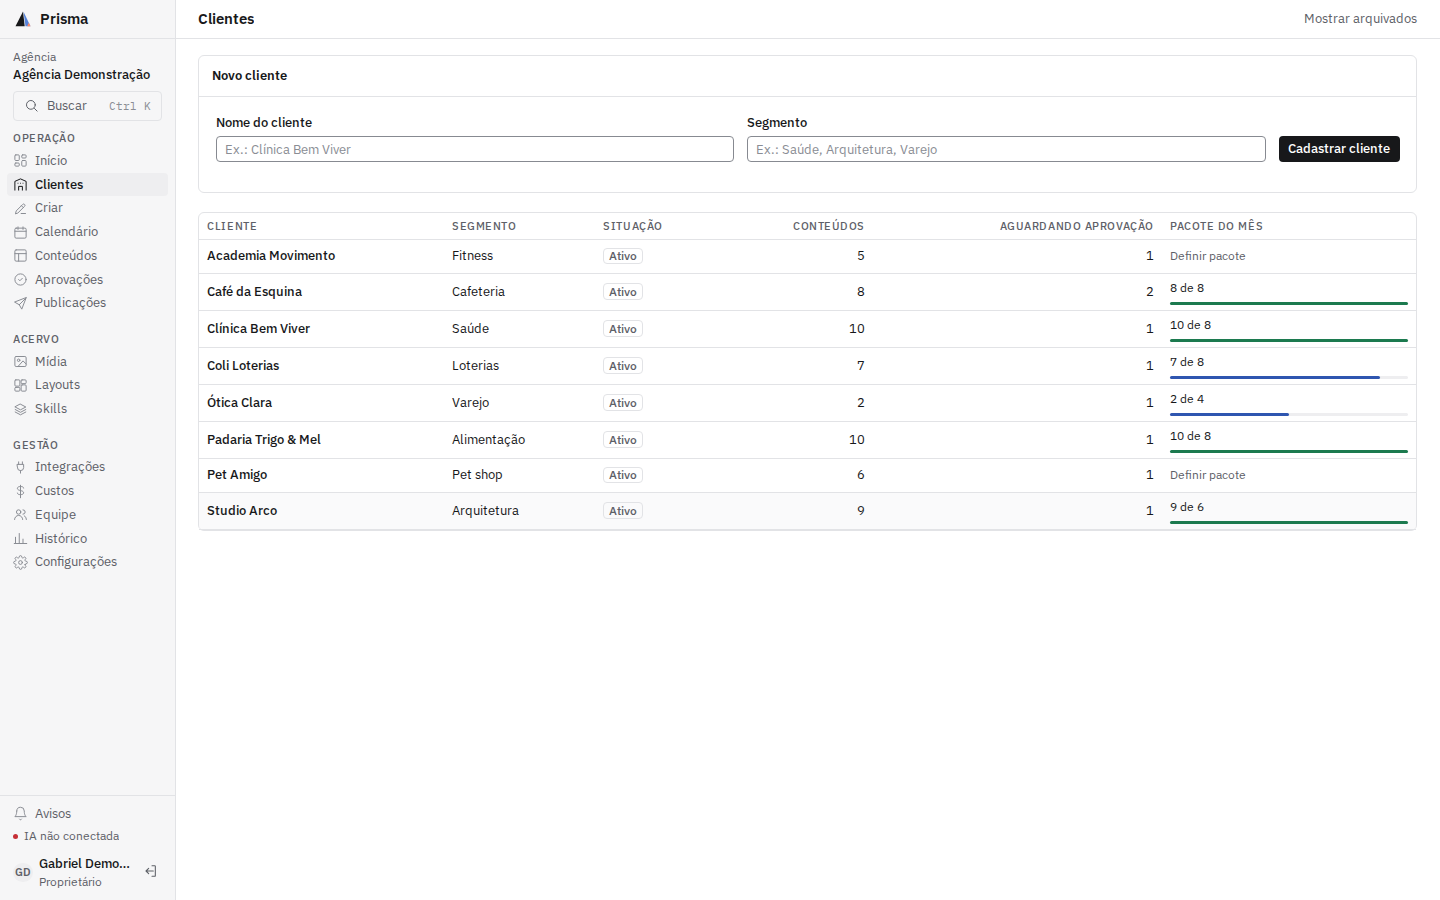 Prisma
Clientes
Mostrar arquivados
Agência
Agência Demonstração
Buscar Ctrl K
OPERAÇÃO
Início
Clientes
Criar
Calendário
Conteúdos
Aprovações
Publicações
ACERVO
Mídia
Layouts
Skills
GESTÃO
Integrações
Custos
Equipe
Histórico
Configurações
Avisos
IA não conectada
GD
Gabriel Demo...
Proprietário
Novo cliente
Nome do cliente
Ex.: Clínica Bem Viver
Segmento
Ex.: Saúde, Arquitetura, Varejo
Cadastrar cliente
CLIENTE SEGMENTO SITUAÇÃO CONTEÚDOS AGUARDANDO APROVAÇÃO PACOTE DO MÊS
Academia Movimento Fitness Ativo 5 1 Definir pacote
Café da Esquina Cafeteria Ativo 8 2 8 de 8
Clínica Bem Viver Saúde Ativo 10 1 10 de 8
Coli Loterias Loterias Ativo 7 1 7 de 8
Ótica Clara Varejo Ativo 2 1 2 de 4
Padaria Trigo & Mel Alimentação Ativo 10 1 10 de 8
Pet Amigo Pet shop Ativo 6 1 Definir pacote
Studio Arco Arquitetura Ativo 9 1 9 de 6